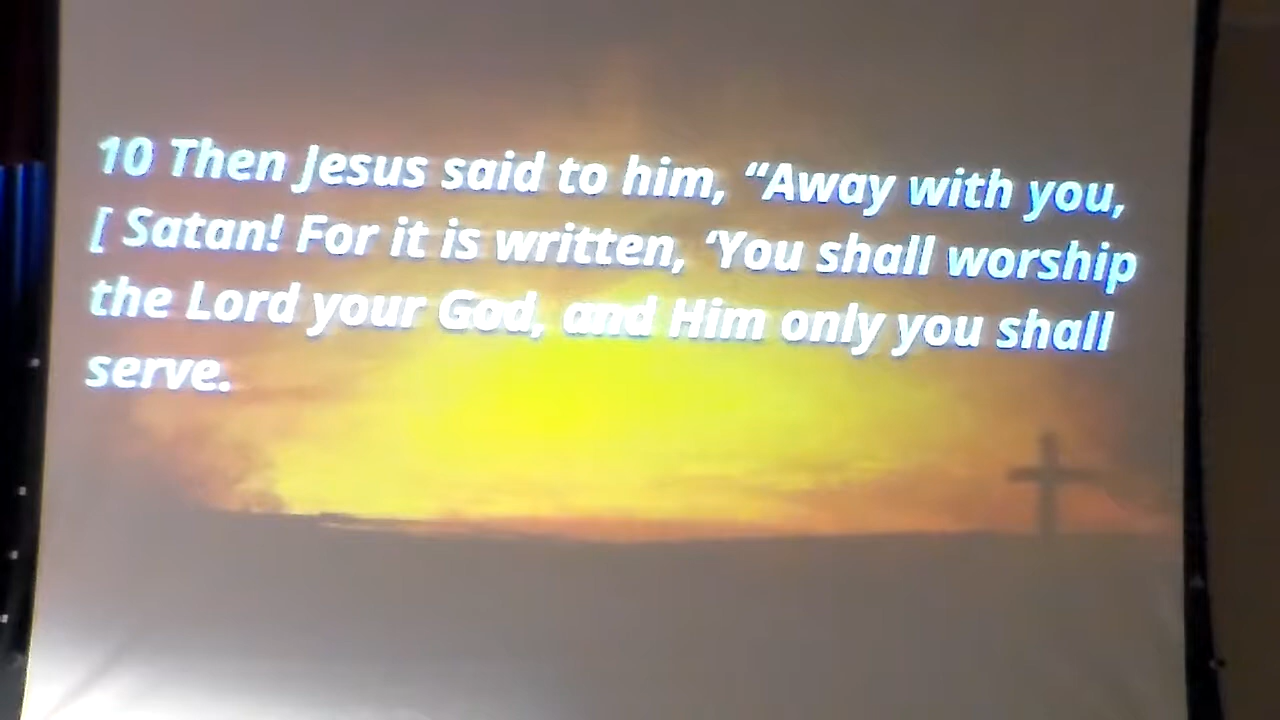 10 Then Jesus said to him, “Away with you,
[ Satan! For it is written, ‘You shall worship
the Lord your God, and Him only you shall
serve.